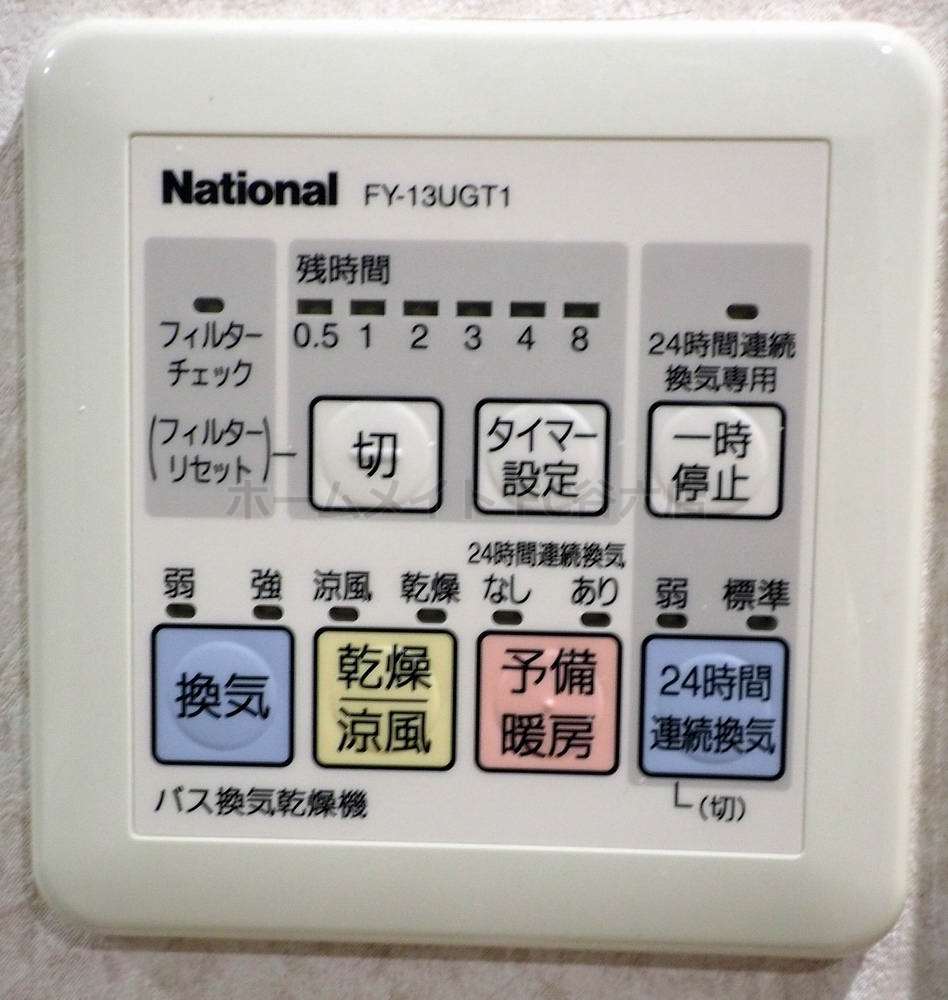 National FY-13UGT1
残時間
0.5 1 2 3 4 8
フィルター
チェック
24時間連続
換気専用
(フィルター
リセット)
切
タイマー
設定
一時
停止
24時間連続換気
弱 強 涼風 乾燥 なし あり 弱 標準
換気
乾燥
涼風
予備
暖房
24時間
連続換気
バス換気乾燥機
(切)